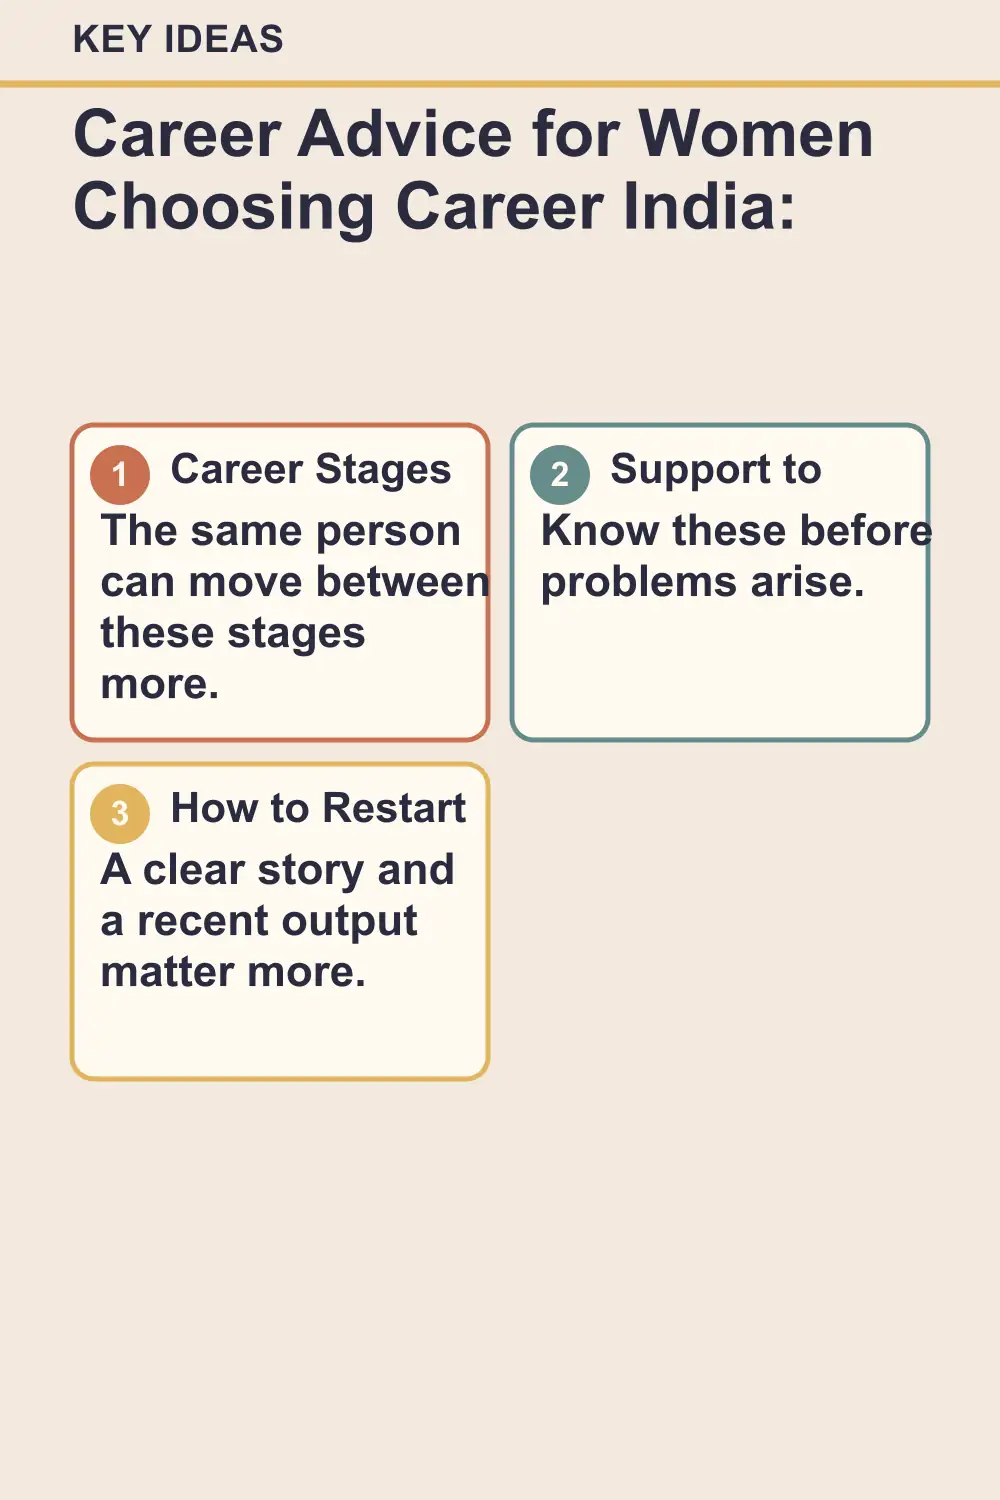 KEY IDEAS
Career Advice for Women
Choosing Career India:
1 Career Stages
The same person
can move between
these stages
more.
2 Support to
Know these before
problems arise.
3 How to Restart
A clear story and
a recent output
matter more.